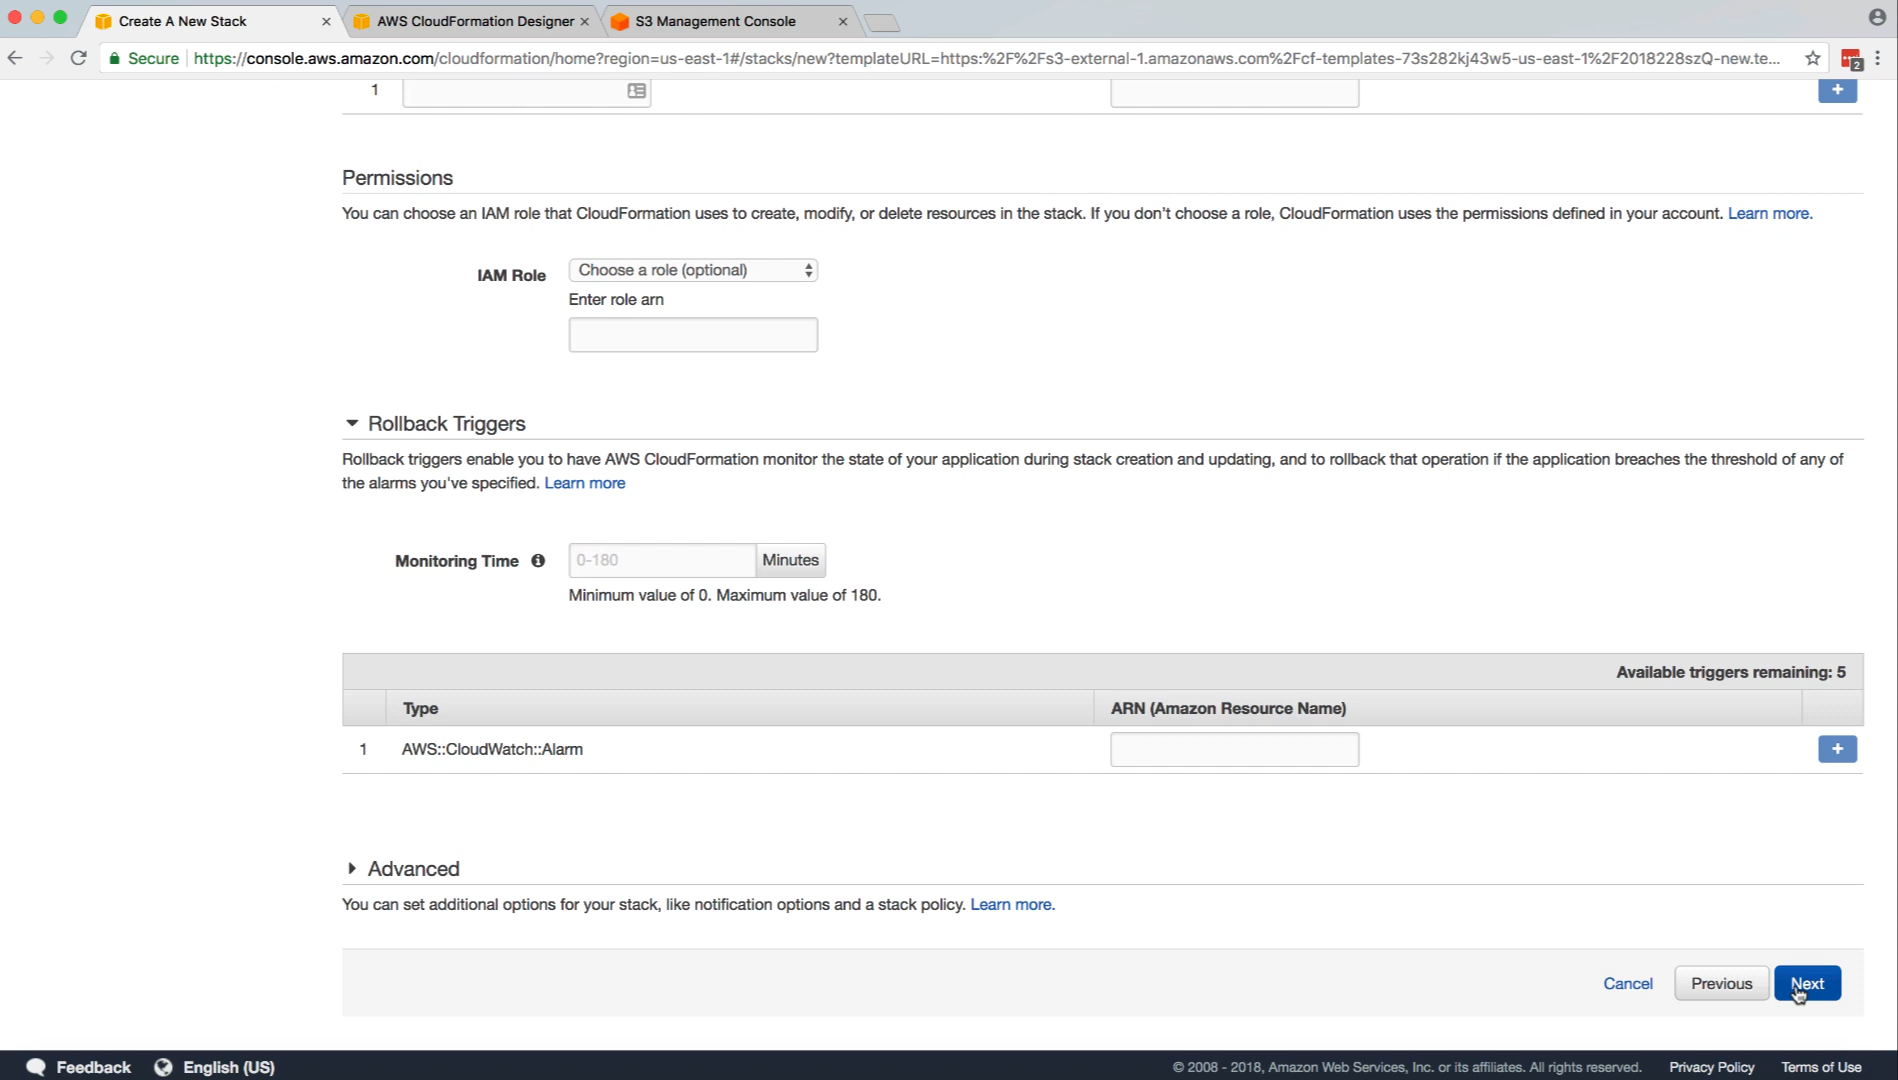 Create A New Stack
AWS CloudFormation Designer
S3 Management Console
Secure
https://console.aws.amazon.com/cloudformation/home?region=us-east-1#/stacks/new?templateURL=https:%2F%2Fs3-external-1.amazonaws.com%2Fcf-templates-73s282kj43w5-us-east-1%2F2018228szQ-new.te...
2
1
+
Permissions
You can choose an IAM role that CloudFormation uses to create, modify, or delete resources in the stack. If you don't choose a role, CloudFormation uses the permissions defined in your account. Learn more.
IAM Role
Choose a role (optional)
Enter role arn
Rollback Triggers
Rollback triggers enable you to have AWS CloudFormation monitor the state of your application during stack creation and updating, and to rollback that operation if the application breaches the threshold of any of
the alarms you've specified. Learn more
Monitoring Time
0-180
Minutes
Minimum value of 0. Maximum value of 180.
Available triggers remaining: 5
Type
ARN (Amazon Resource Name)
1
AWS::CloudWatch::Alarm
+
Advanced
You can set additional options for your stack, like notification options and a stack policy. Learn more.
Cancel
Previous
Next
Feedback
English (US)
© 2008 - 2018, Amazon Web Services, Inc. or its affiliates. All rights reserved.
Privacy Policy
Terms of Use